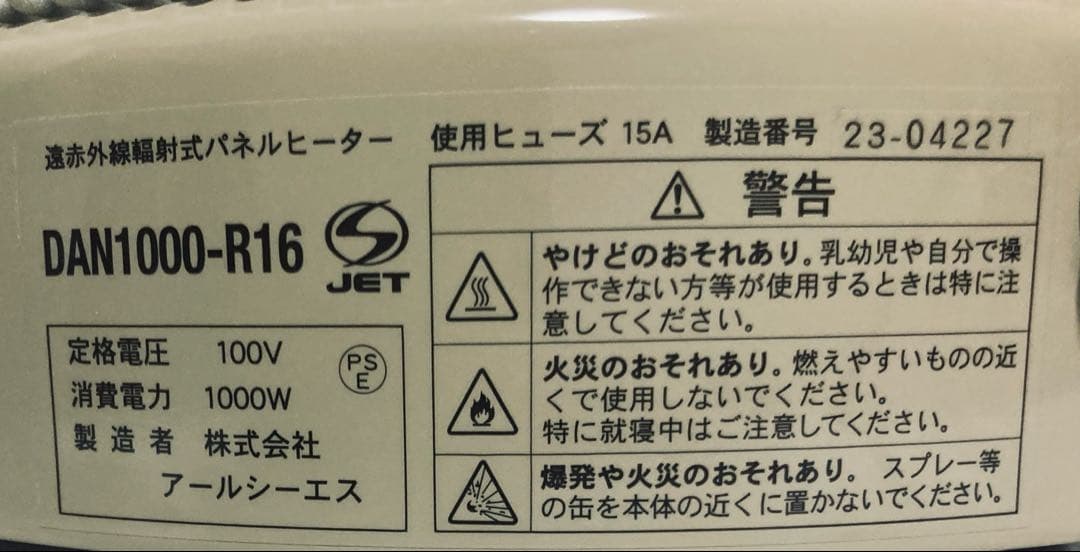 遠赤外線輻射式パネルヒーター
使用ヒューズ 15A 製造番号 23-04227
DAN1000-R16
JET
定格電圧 100V
消費電力 1000W
PS
E
製造者 株式会社
アールシーエス
警告
やけどのおそれあり。乳幼児や自分で操
作できない方等が使用するときは特に注
意してください。
火災のおそれあり。燃えやすいものの近
くで使用しないでください。
特に就寝中はご注意してください。
爆発や火災のおそれあり。 スプレー等
の缶を本体の近くに置かないでください。